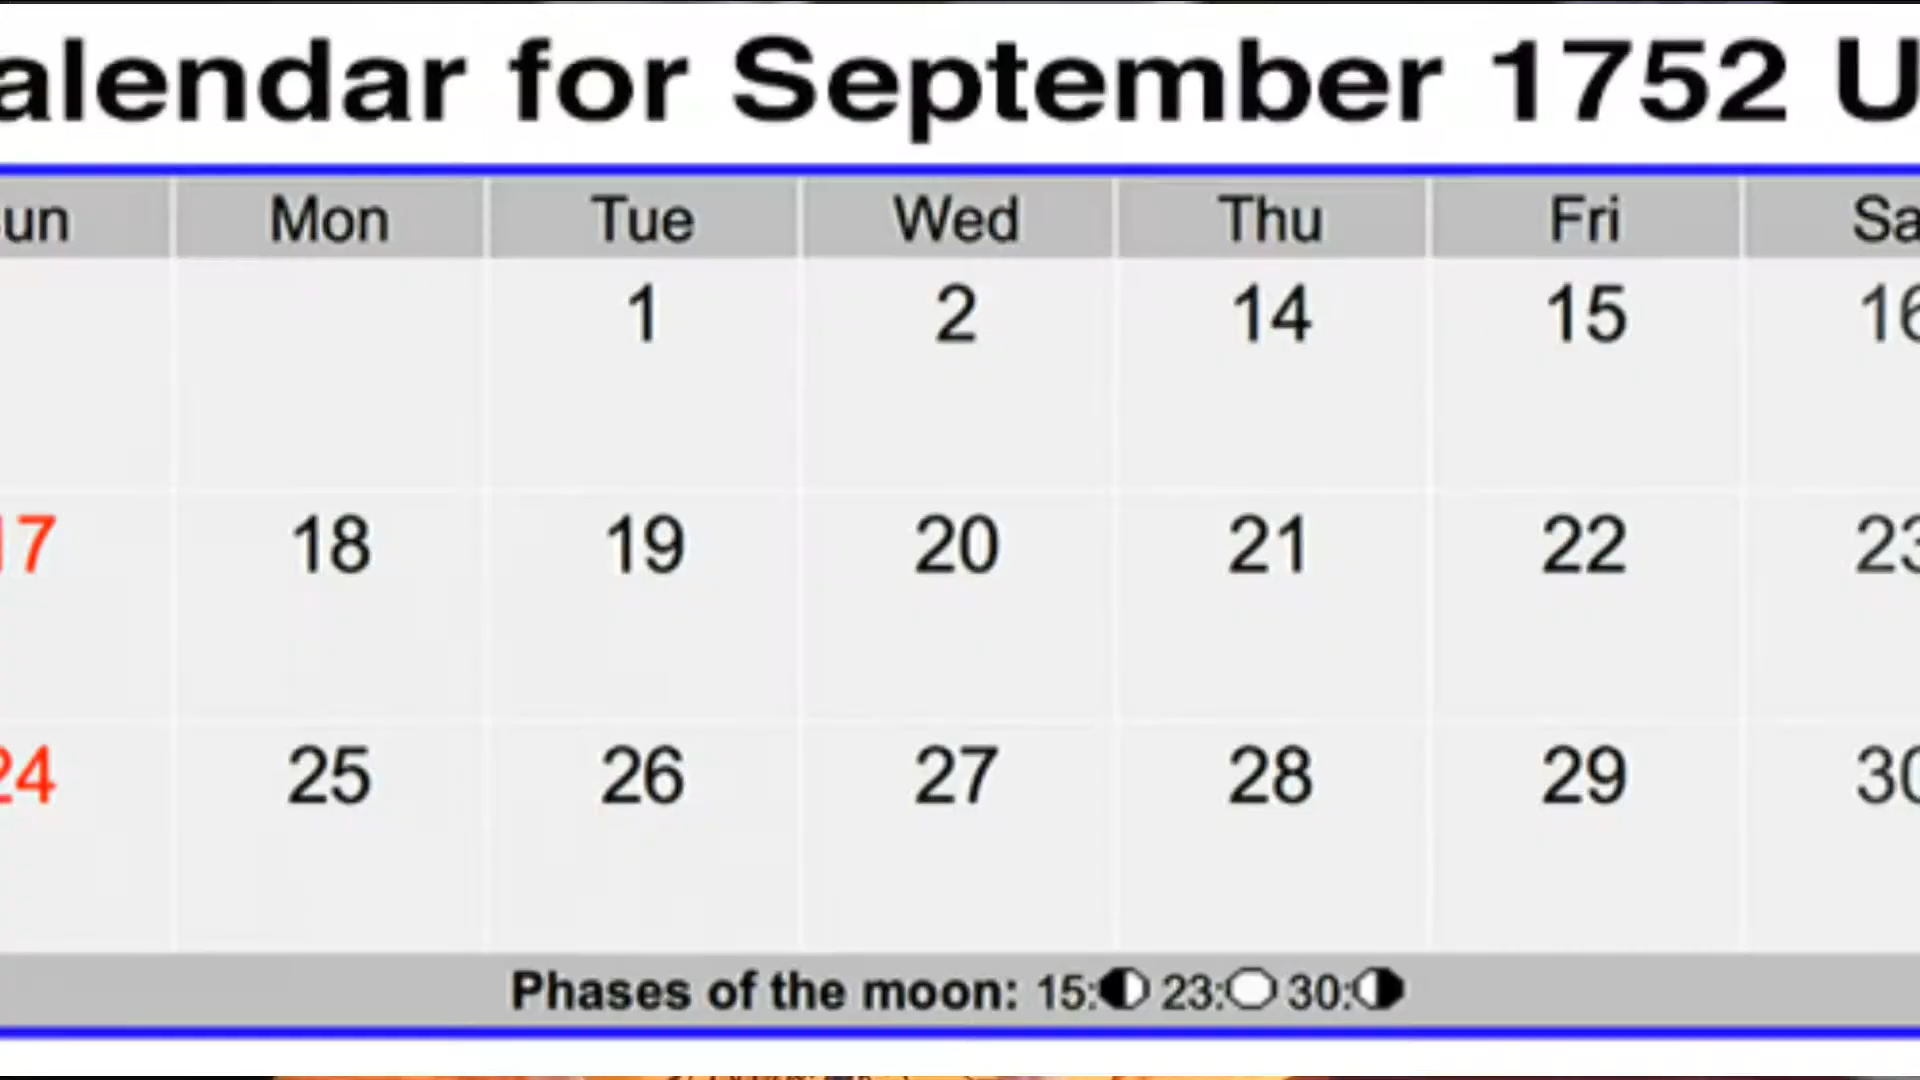 alendar for September 1752 U
un Mon Tue Wed Thu Fri Sa
1 2 14 15 16
17 18 19 20 21 22 23
24 25 26 27 28 29 30
Phases of the moon: 15: 23: 30: